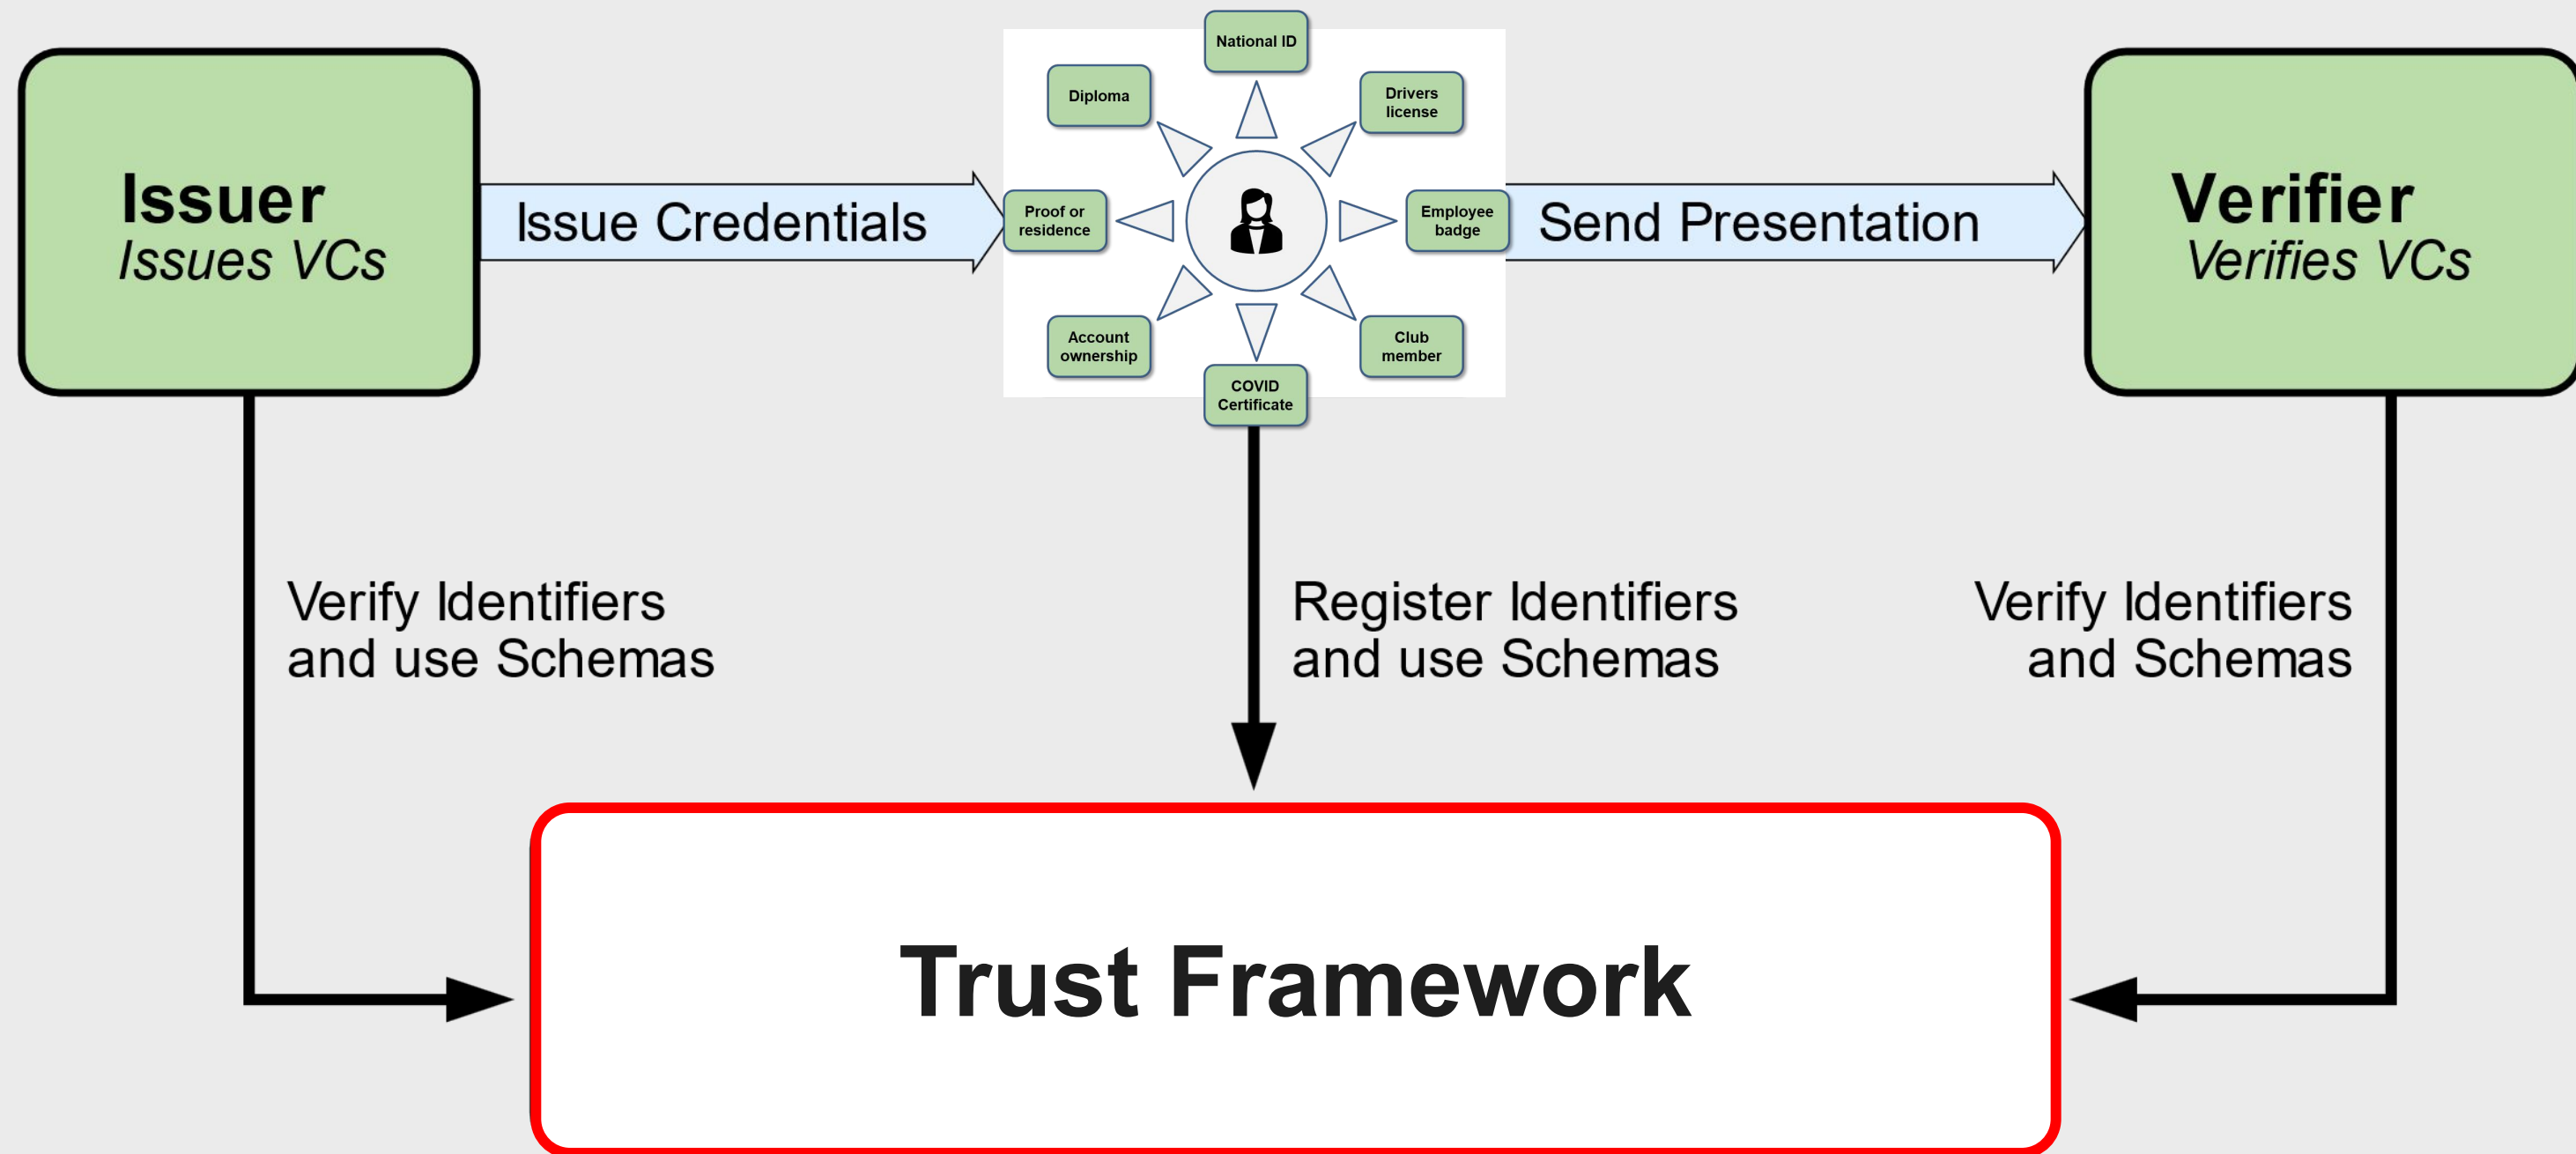 Issuer
Issues VCs
Issue Credentials
National ID
Diploma
Drivers
license
Proof or
residence
Employee
badge
Account
ownership
Club
member
COVID
Certificate
Send Presentation
Verifier
Verifies VCs
Verify Identifiers
and use Schemas
Register Identifiers
and use Schemas
Verify Identifiers
and Schemas
Trust Framework